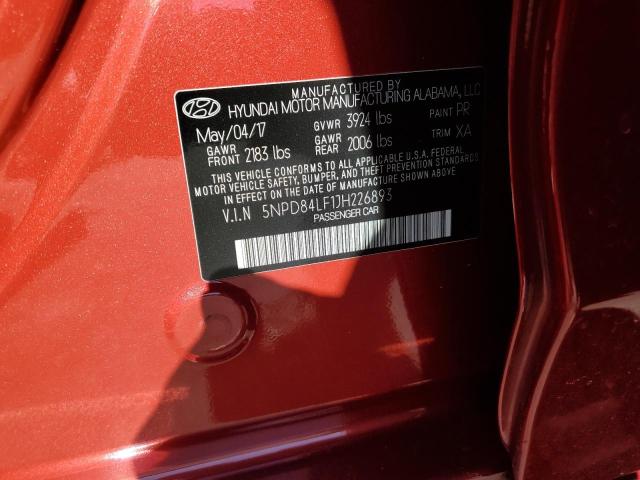 MANUFACTURED BY
HYUNDAI MOTOR MANUFACTURING ALABAMA, LLC
May/04/17 GVWR 3924 lbs PAINT PR
GAWR FRONT 2183 lbs GAWR REAR 2006 lbs TRIM XA
THIS VEHICLE CONFORMS TO ALL APPLICABLE U.S.A. FEDERAL
MOTOR VEHICLE SAFETY, BUMPER, AND THEFT PREVENTION STANDARDS
IN EFFECT ON THE DATE OF MANUFACTURE SHOWN ABOVE.
V.I.N 5NPD84LF1JH226893
PASSENGER CAR